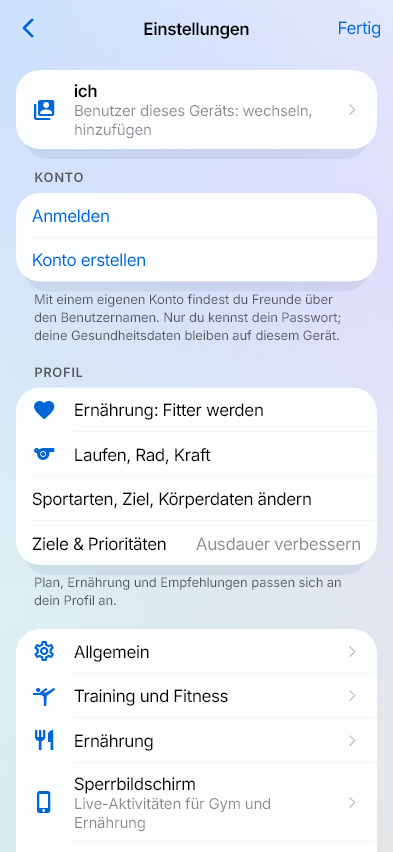 Einstellungen
Fertig
ich
Benutzer dieses Geräts: wechseln,
hinzufügen
KONTO
Anmelden
Konto erstellen
Mit einem eigenen Konto findest du Freunde über
den Benutzernamen. Nur du kennst dein Passwort;
deine Gesundheitsdaten bleiben auf diesem Gerät.
PROFIL
Ernährung: Fitter werden
Laufen, Rad, Kraft
Sportarten, Ziel, Körperdaten ändern
Ziele & Prioritäten Ausdauer verbessern
Plan, Ernährung und Empfehlungen passen sich an
dein Profil an.
Allgemein
Training und Fitness
Ernährung
Sperrbildschirm
Live-Aktivitäten für Gym und
Ernährung